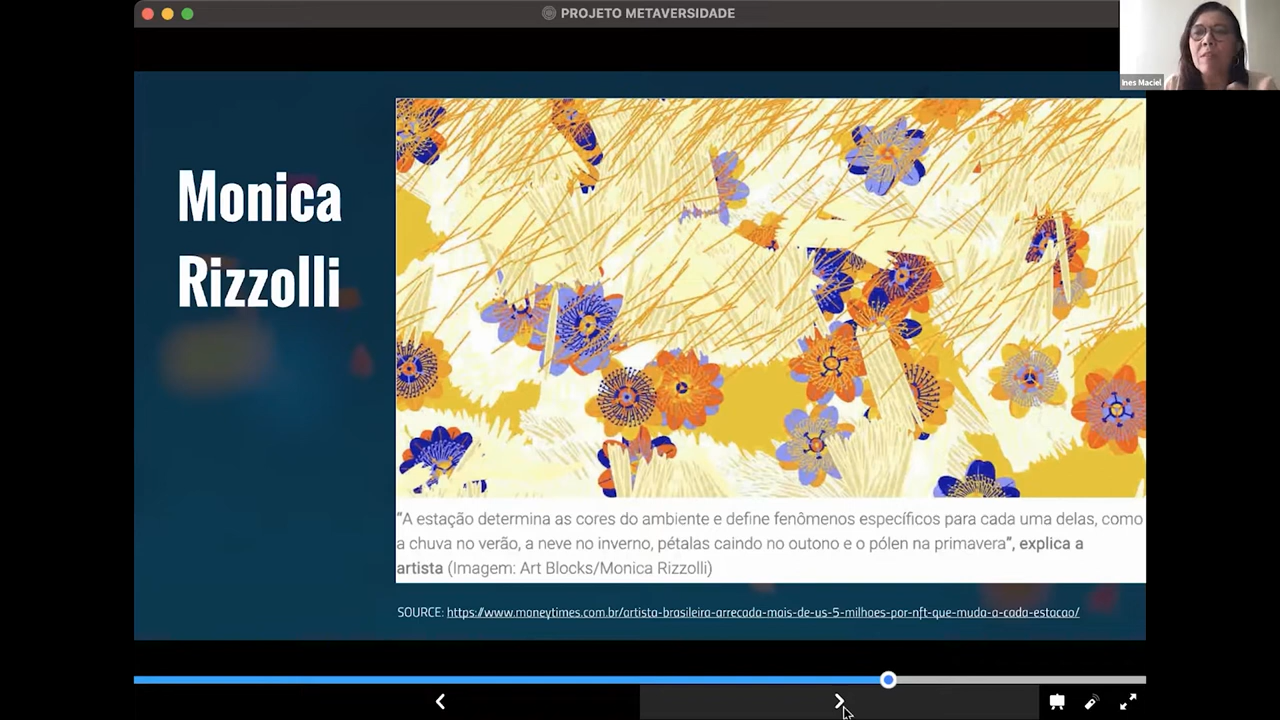 PROJETO METAVERSIDADE
Ines Maciel
Monica
Rizzolli
“A estação determina as cores do ambiente e define fenômenos específicos para cada uma delas, como
a chuva no verão, a neve no inverno, pétalas caindo no outono e o pólen na primavera”, explica a
artista (Imagem: Art Blocks/Monica Rizzolli)
SOURCE: https://www.moneytimes.com.br/artista-brasileira-arrecada-mais-de-us-5-milhoes-por-nft-que-muda-a-cada-estacao/